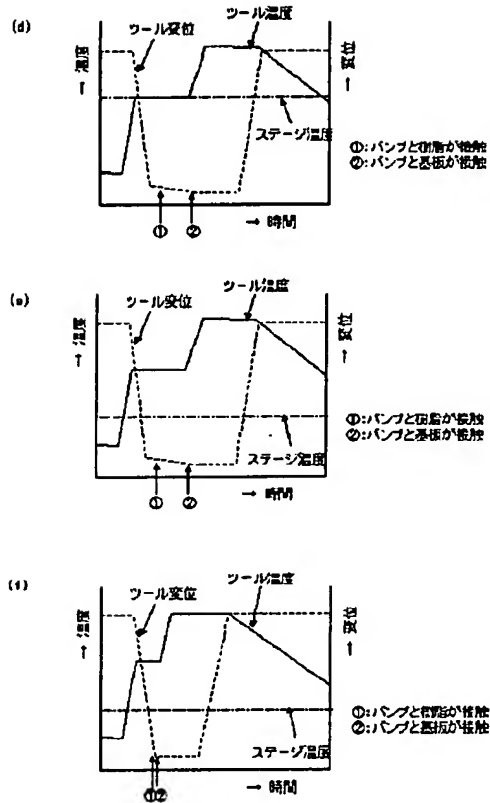 (d)
ツール変位
ツール温度
→ 温度
→ 変位
ステージ温度
①:バンプと樹脂が接触
②:バンプと基板が接触
① ②
→ 時間
(e)
ツール変位
ツール温度
→ 温度
→ 変位
①:バンプと樹脂が接触
②:バンプと基板が接触
ステージ温度
① ②
→ 時間
(f)
ツール変位
ツール温度
→ 温度
→ 変位
①:バンプと樹脂が接触
②:バンプと基板が接触
ステージ温度
①②
→ 時間